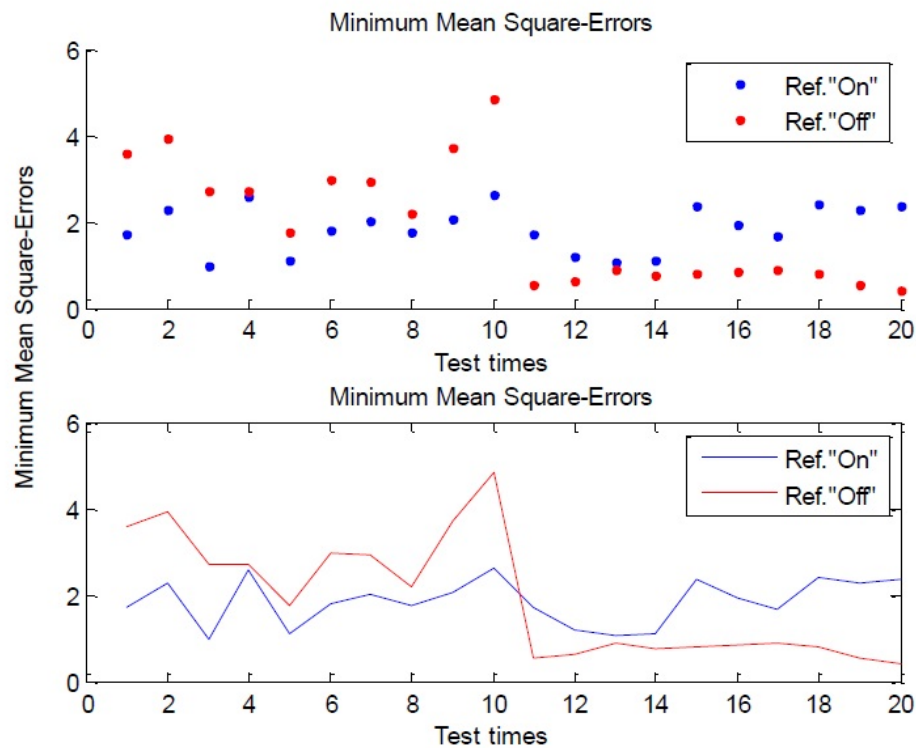 Minimum Mean Square-Errors
6
4
2
0
Ref."On"
Ref."Off"
0 2 4 6 8 10 12 14 16 18 20
Test times
Minimum Mean Square-Errors
Minimum Mean Square-Errors
6
4
2
0
Ref."On"
Ref."Off"
0 2 4 6 8 10 12 14 16 18 20
Test times